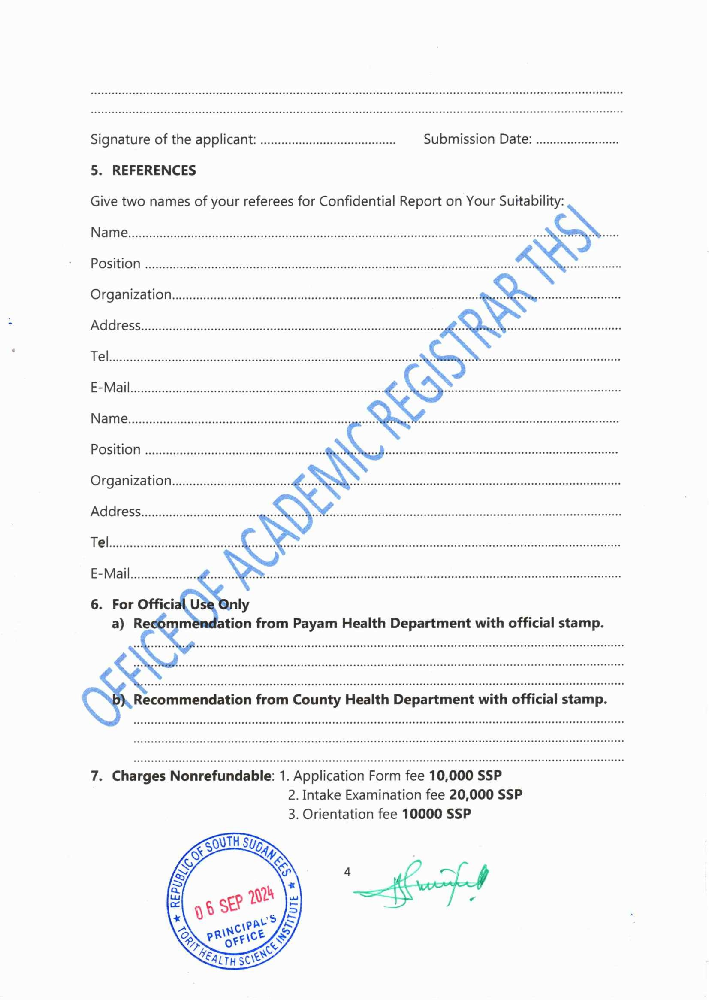 ........................................................................................................................
........................................................................................................................
Signature of the applicant: ....................................... Submission Date: ........................
5. REFERENCES
Give two names of your referees for Confidential Report on Your Suitability:
Name........................................................................................................................
Position ........................................................................................................................
Organization........................................................................................................................
Address........................................................................................................................
Tel........................................................................................................................
E-Mail........................................................................................................................
Name........................................................................................................................
Position ........................................................................................................................
Organization........................................................................................................................
Address........................................................................................................................
Tel........................................................................................................................
E-Mail........................................................................................................................
OFFICE OF ACADEMIC REGISTRAR THSI
6. For Official Use Only
a) Recommendation from Payam Health Department with official stamp.
........................................................................................................................
........................................................................................................................
........................................................................................................................
b) Recommendation from County Health Department with official stamp.
........................................................................................................................
........................................................................................................................
........................................................................................................................
7. Charges Nonrefundable: 1. Application Form fee 10,000 SSP
2. Intake Examination fee 20,000 SSP
3. Orientation fee 10000 SSP
REPUBLIC OF SOUTH SUDAN EES
06 SEP 2024
PRINCIPAL'S
OFFICE
TORIT HEALTH SCIENCE INSTITUTE
4